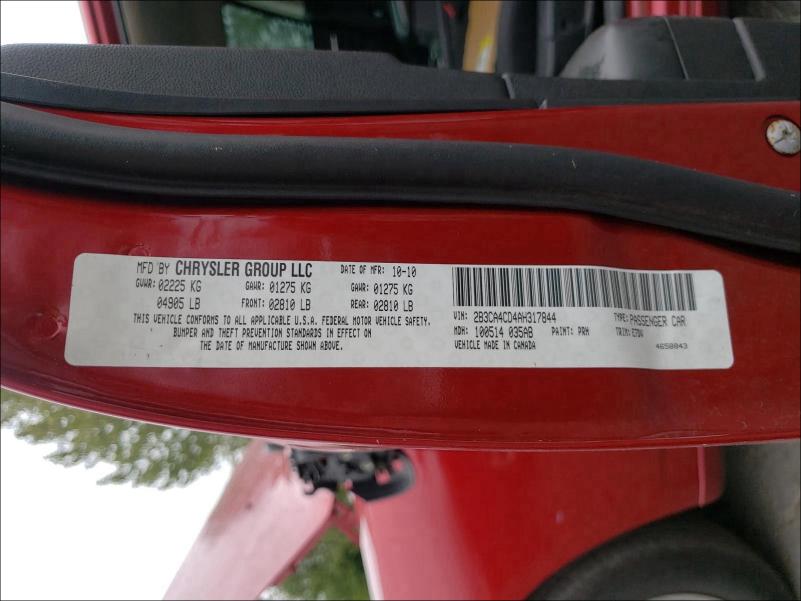 MFD BY CHRYSLER GROUP LLC DATE OF MFR: 10-10
GVWR: 02225 KG GAWR: 01275 KG GAWR: 01275 KG
04905 LB FRONT: 02810 LB REAR: 02810 LB
THIS VEHICLE CONFORMS TO ALL APPLICABLE U.S.A. FEDERAL MOTOR VEHICLE SAFETY,
BUMPER AND THEFT PREVENTION STANDARDS IN EFFECT ON
THE DATE OF MANUFACTURE SHOWN ABOVE.
VIN: 2B3CA4CD4AH317844 TYPE: PASSENGER CAR
MDH: 100514 035AB PAINT: PRM TRIM: E7DV
VEHICLE MADE IN CANADA 4658843